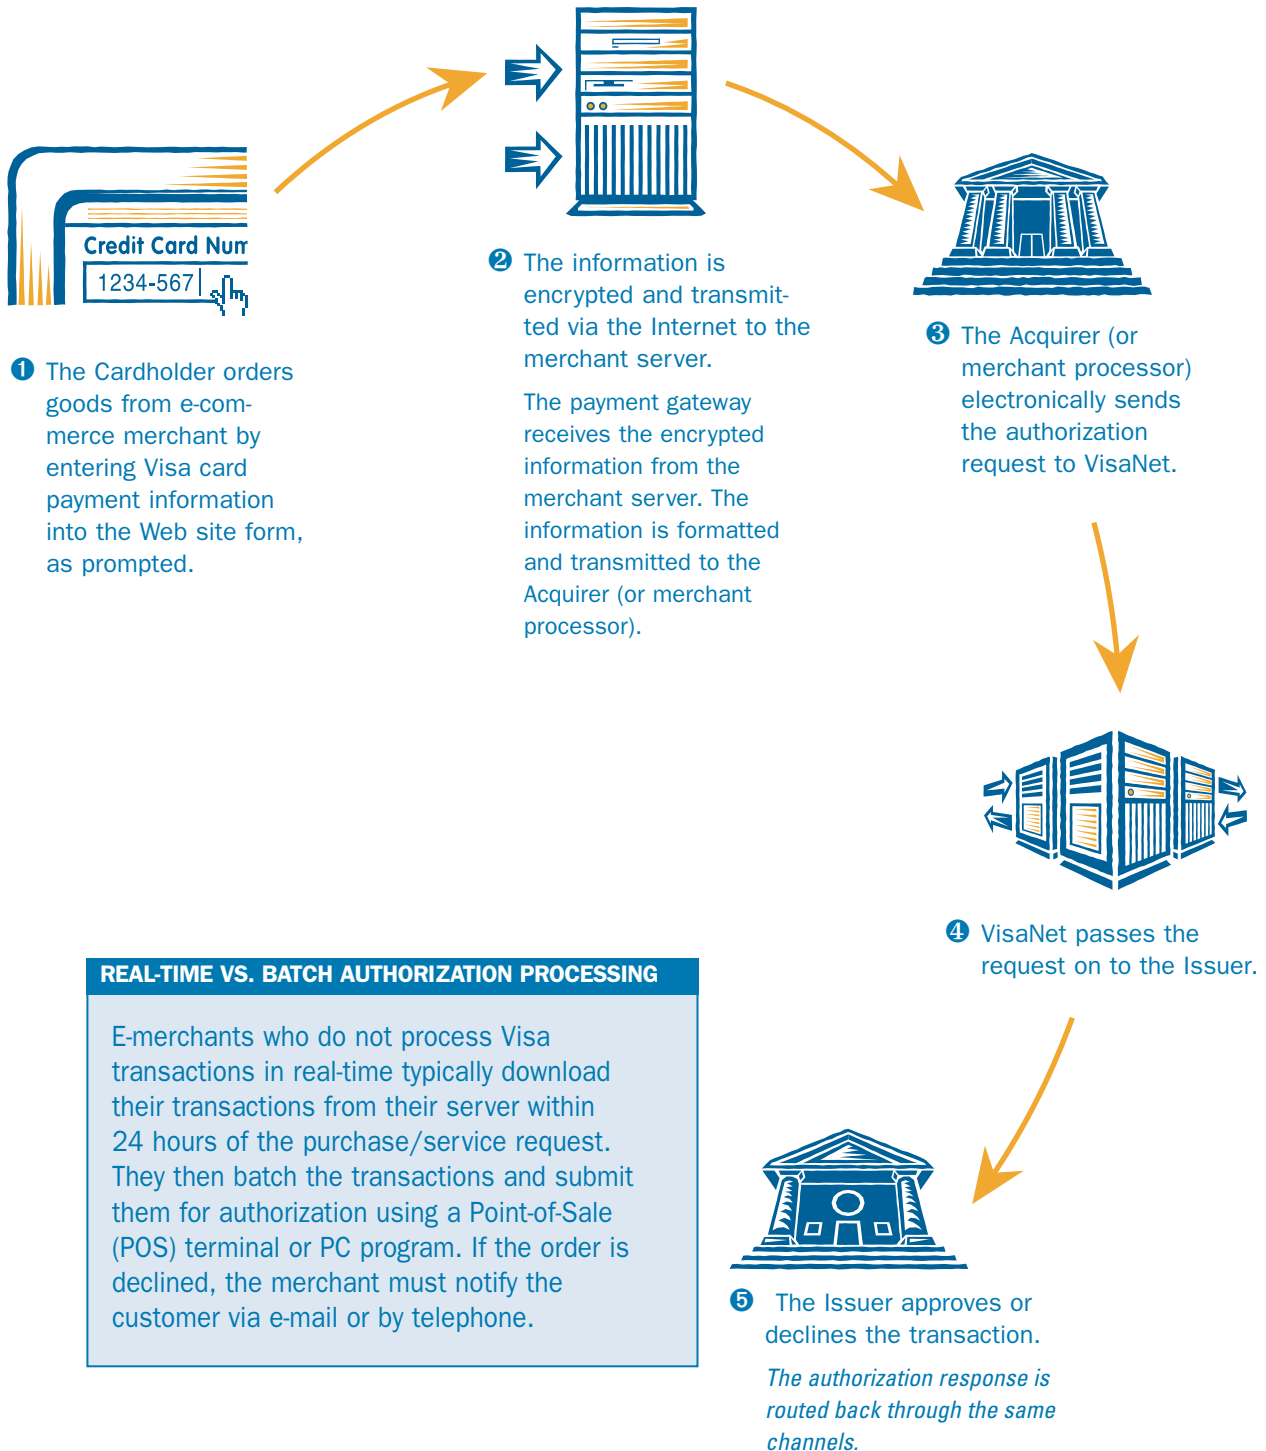 Credit Card Num
1234-567
❶ The Cardholder orders
goods from e-com-
merce merchant by
entering Visa card
payment information
into the Web site form,
as prompted.
❷ The information is
encrypted and transmit-
ted via the Internet to the
merchant server.
The payment gateway
receives the encrypted
information from the
merchant server. The
information is formatted
and transmitted to the
Acquirer (or merchant
processor).
❸ The Acquirer (or
merchant processor)
electronically sends
the authorization
request to VisaNet.
❹ VisaNet passes the
request on to the Issuer.
❺ The Issuer approves or
declines the transaction.
The authorization response is
routed back through the same
channels.
REAL-TIME VS. BATCH AUTHORIZATION PROCESSING
E-merchants who do not process Visa
transactions in real-time typically download
their transactions from their server within
24 hours of the purchase/service request.
They then batch the transactions and submit
them for authorization using a Point-of-Sale
(POS) terminal or PC program. If the order is
declined, the merchant must notify the
customer via e-mail or by telephone.